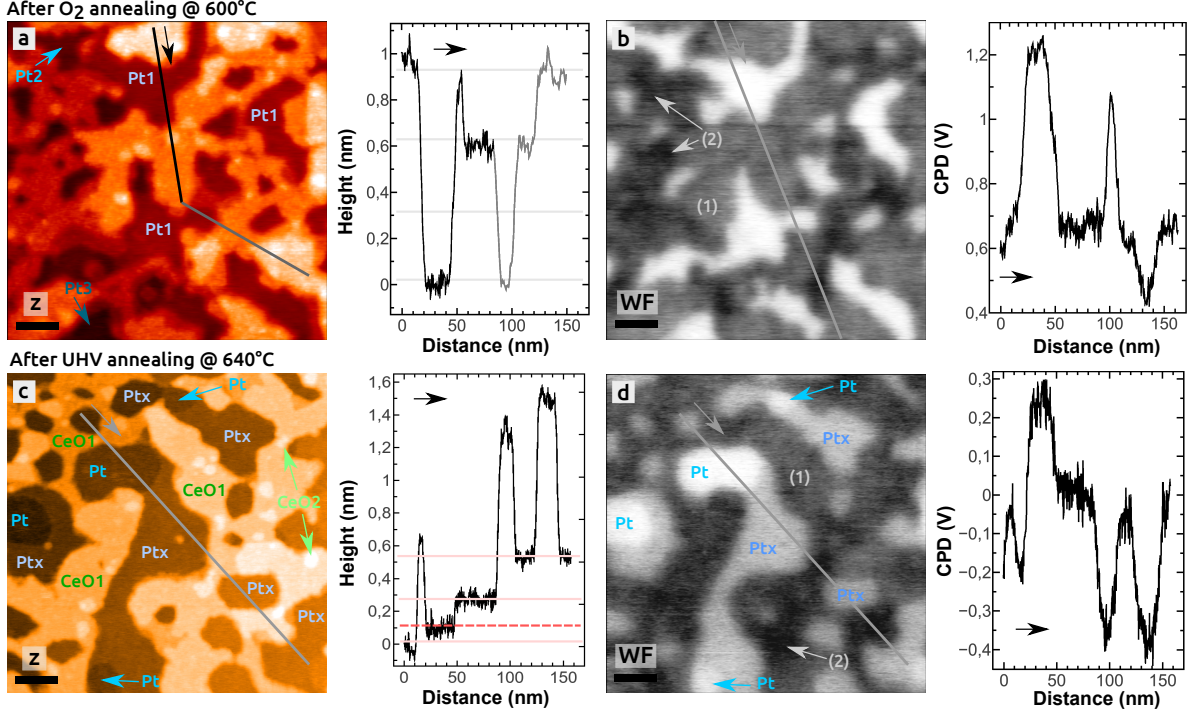 After O2 annealing @ 600°C
a
Pt2
Pt1
Pt1
Pt1
Pt3
z
Height (nm)
1
0,8
0,6
0,4
0,2
0
0 50 100 150
Distance (nm)
b
(2)
(1)
WF
CPD (V)
1.2
1.0
0.8
0.6
0.4
0 50 100 150
Distance (nm)
After UHV annealing @ 640°C
c
Ptx
Pt
Ptx
CeO1
Pt
CeO1
CeO2
Pt
Ptx
Ptx
CeO1
Ptx
Ptx
Pt
z
Height (nm)
1,6
1,4
1,2
1,0
0,8
0,6
0,4
0,2
0
0 50 100 150
Distance (nm)
d
Pt
Ptx
Pt
(1)
Pt
Ptx
Ptx
(2)
Pt
WF
CPD (V)
0,3
0,2
0,1
0
−0,1
−0,2
−0,3
−0,4
0 50 100 150
Distance (nm)